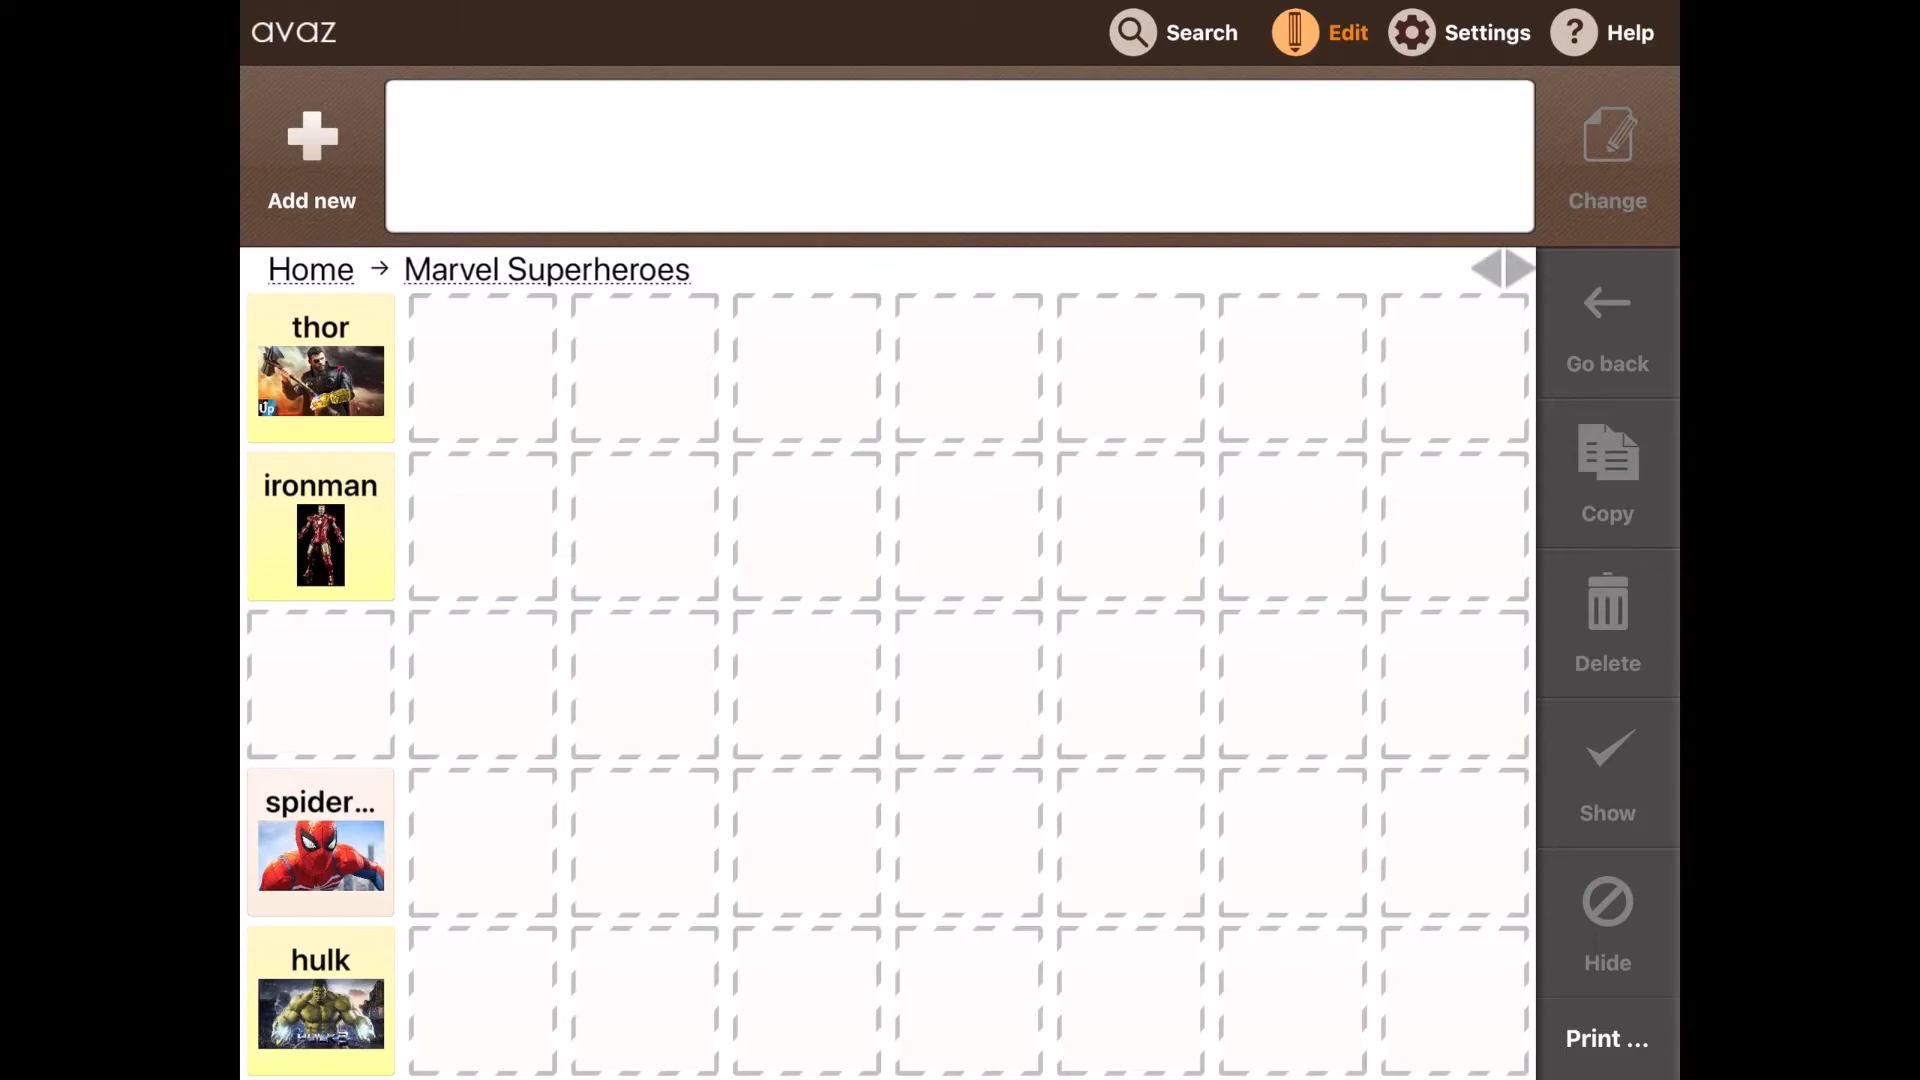 avaz
Search
Edit
Settings
? Help
Add new
Change
Home → Marvel Superheroes
thor
Up
Go back
ironman
Copy
Delete
spider...
Show
hulk
Hide
Print ...